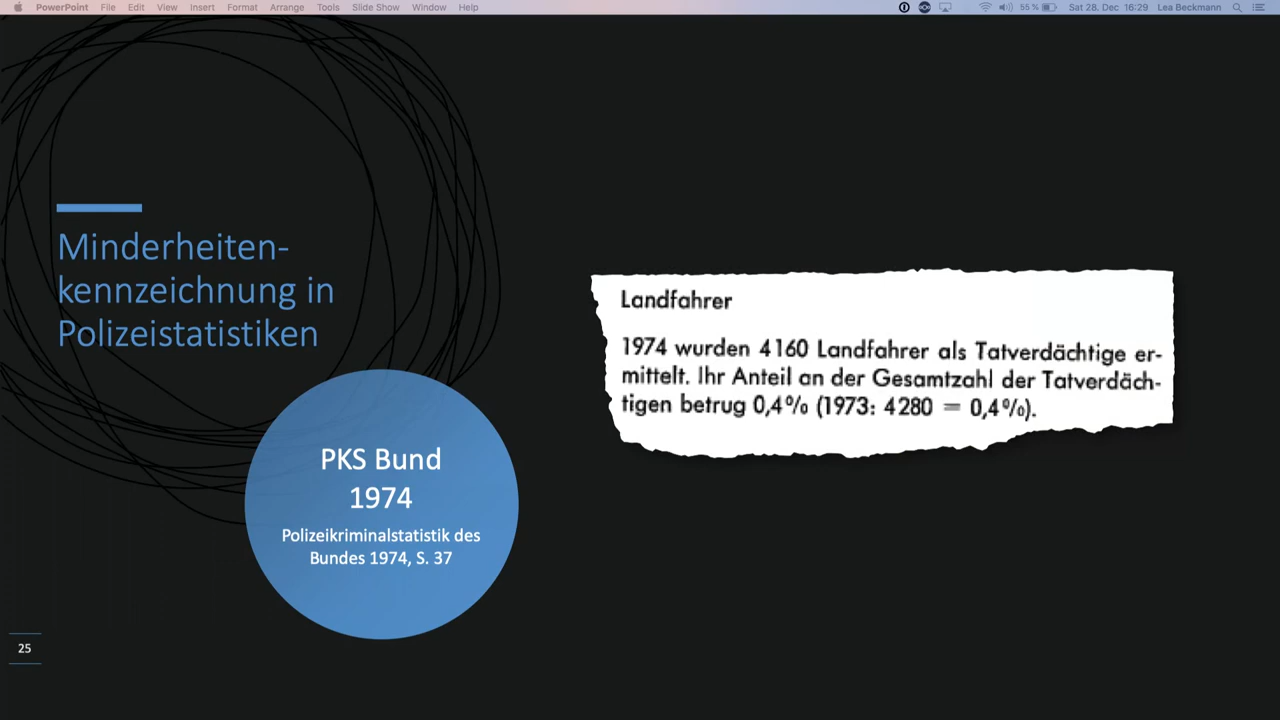 PowerPoint File Edit View Insert Format Arrange Tools Slide Show Window Help 55 % Sat 28. Dec 16:29 Lea Beckmann
Minderheiten-
kennzeichnung in
Polizeistatistiken
PKS Bund
1974
Polizeikriminalstatistik des
Bundes 1974, S. 37
Landfahrer
1974 wurden 4160 Landfahrer als Tatverdächtige er-
mittelt. Ihr Anteil an der Gesamtzahl der Tatverdäch-
tigen betrug 0,4% (1973: 4280 = 0,4%).
25